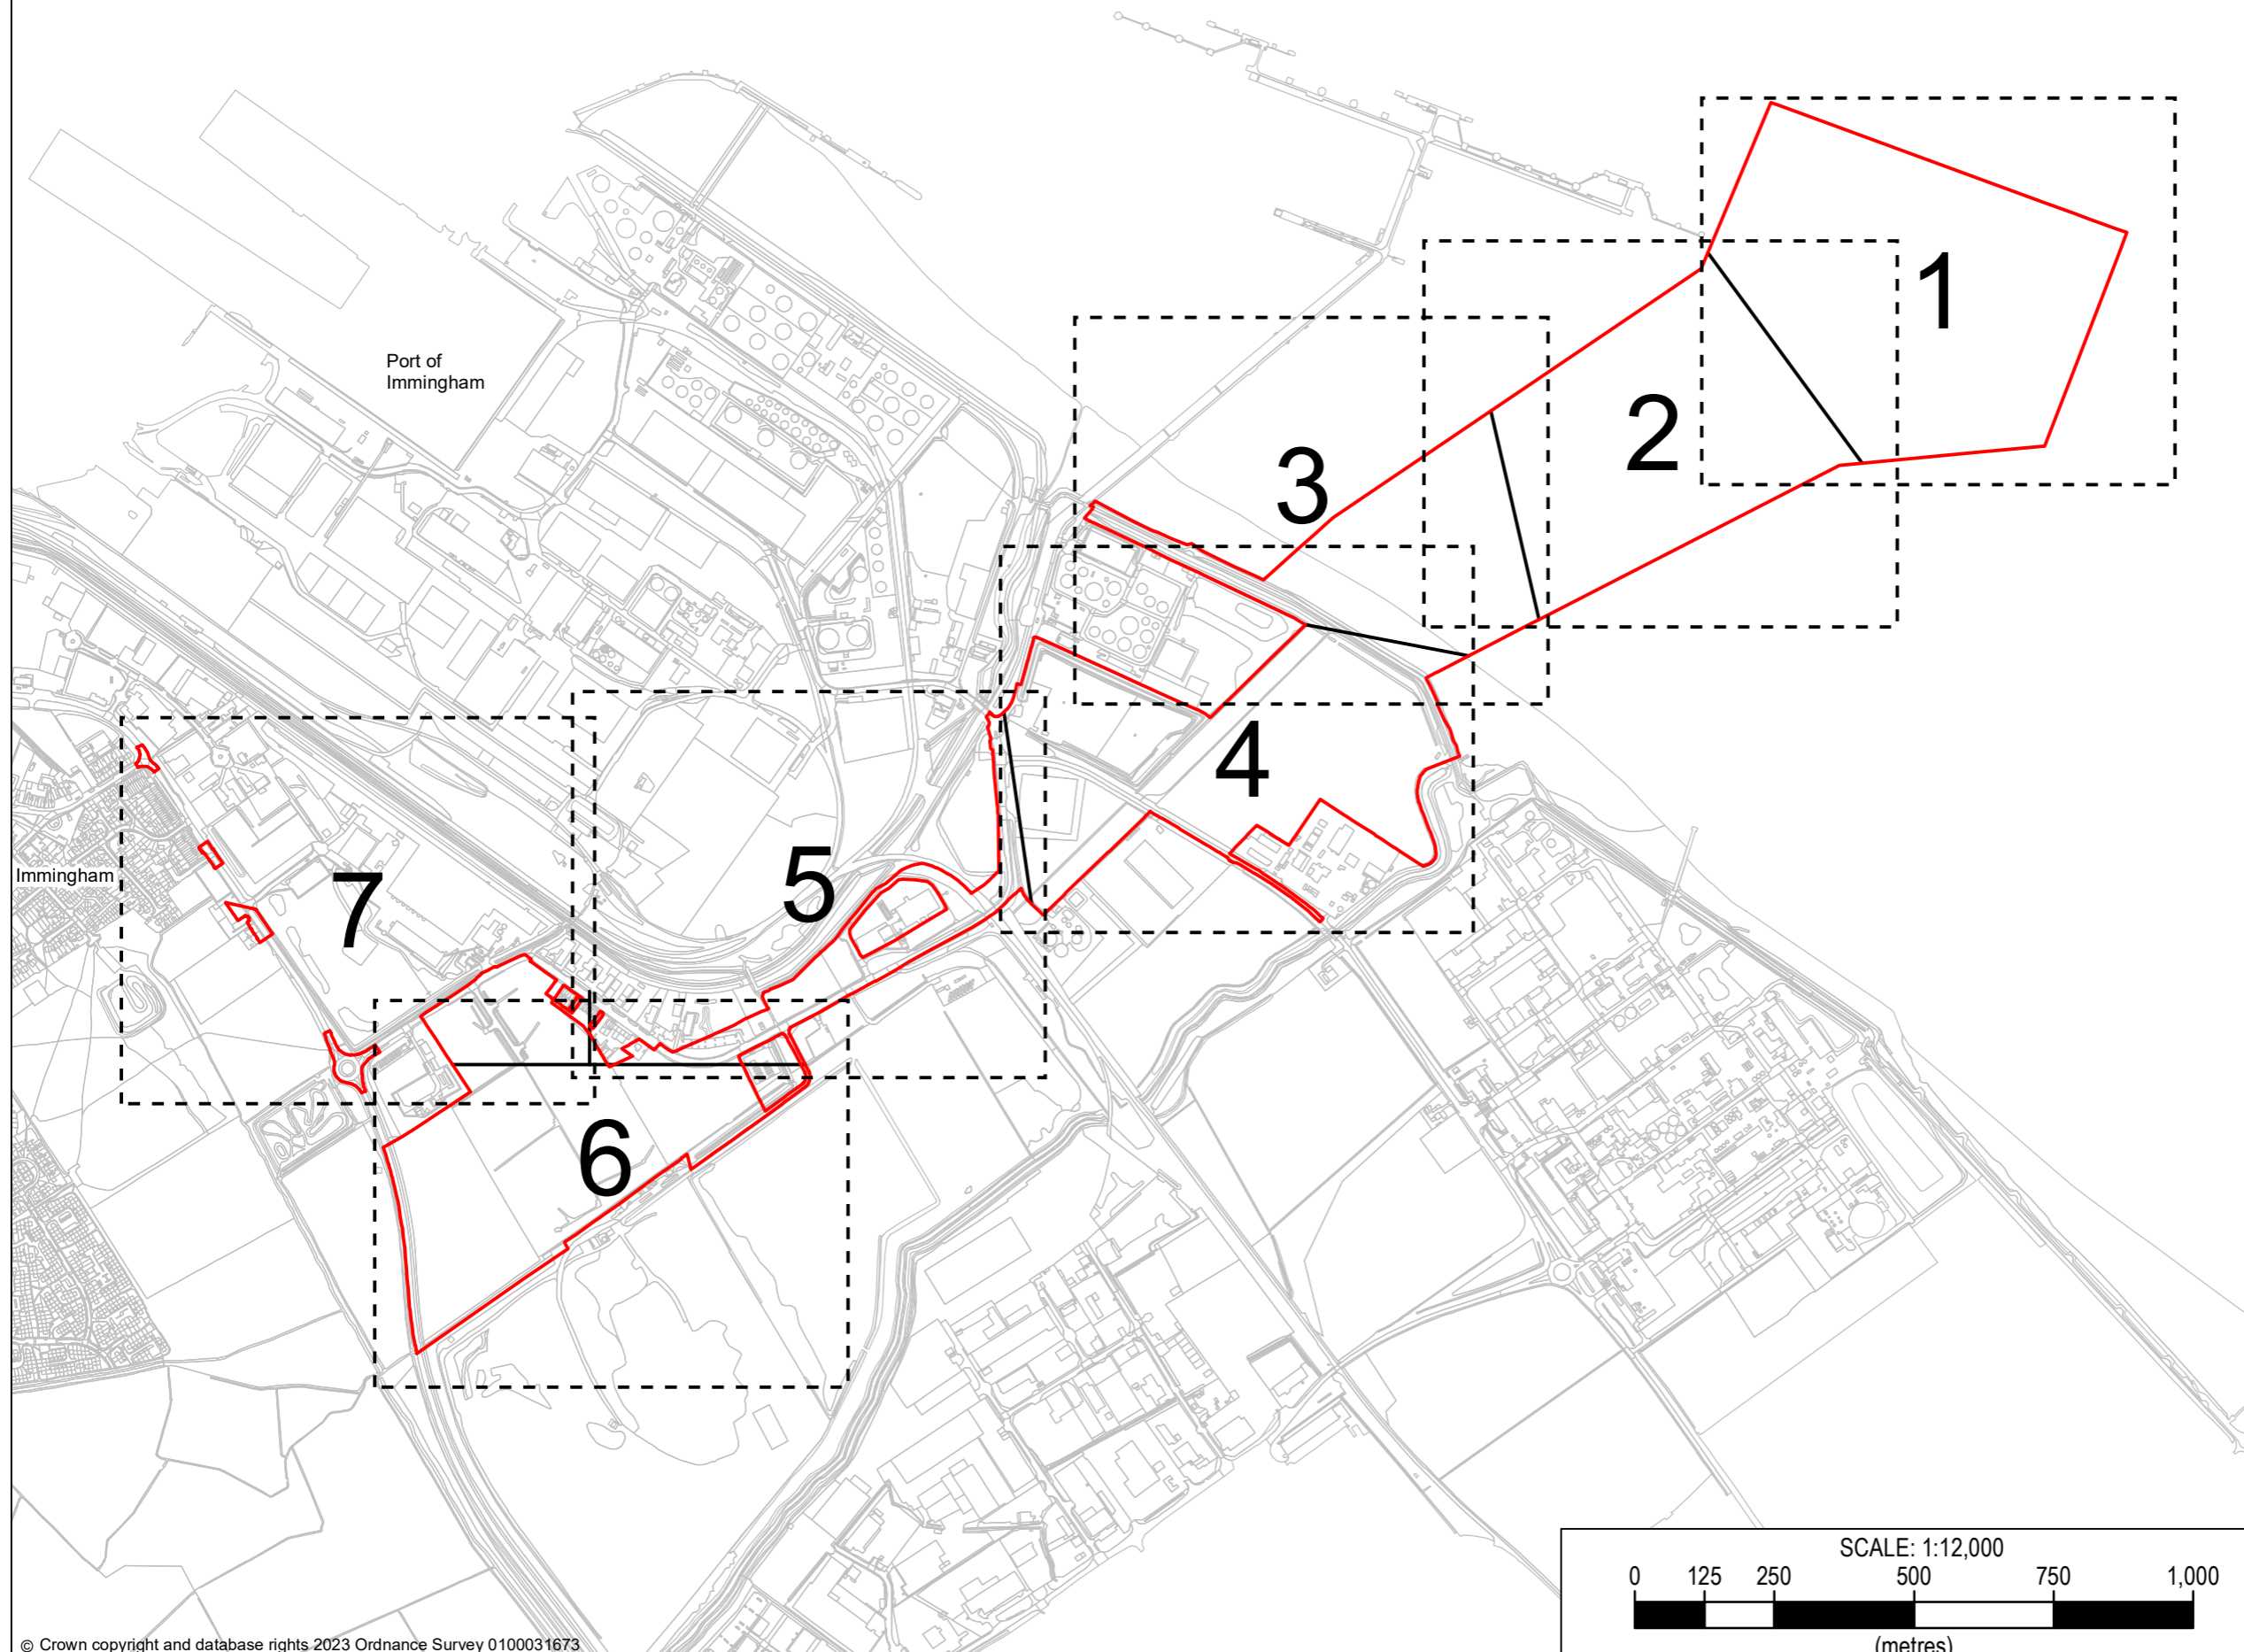 1
2
3
Port of
Immingham
4
5
Immingham
7
6
SCALE: 1:12,000
0 125 250 500 750 1,000
(metres)
© Crown copyright and database rights 2023 Ordnance Survey 0100031673